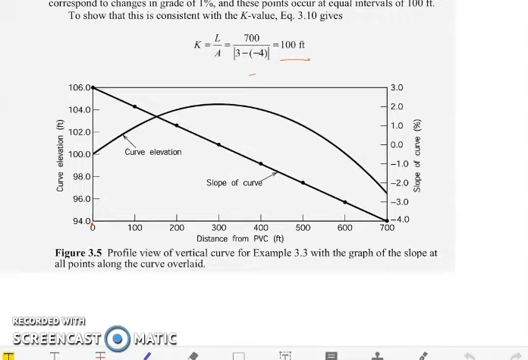 correspond to changes in grade of 1%, and these points occur at equal intervals of 100 ft.
To show that this is consistent with the K-value, Eq. 3.10 gives
K = L/A = 700/|3−(−4)| = 100 ft
106.0
104.0
102.0
100.0
98.0
96.0
94.0
Curve elevation (ft)
Curve elevation
Slope of curve
3.0
2.0
1.0
0.0
−1.0
−2.0
−3.0
−4.0
Slope of curve (%)
0 100 200 300 400 500 600 700
Distance from PVC (ft)
Figure 3.5 Profile view of vertical curve for Example 3.3 with the graph of the slope at
all points along the curve overlaid.
RECORDED WITH
SCREENCAST MATIC